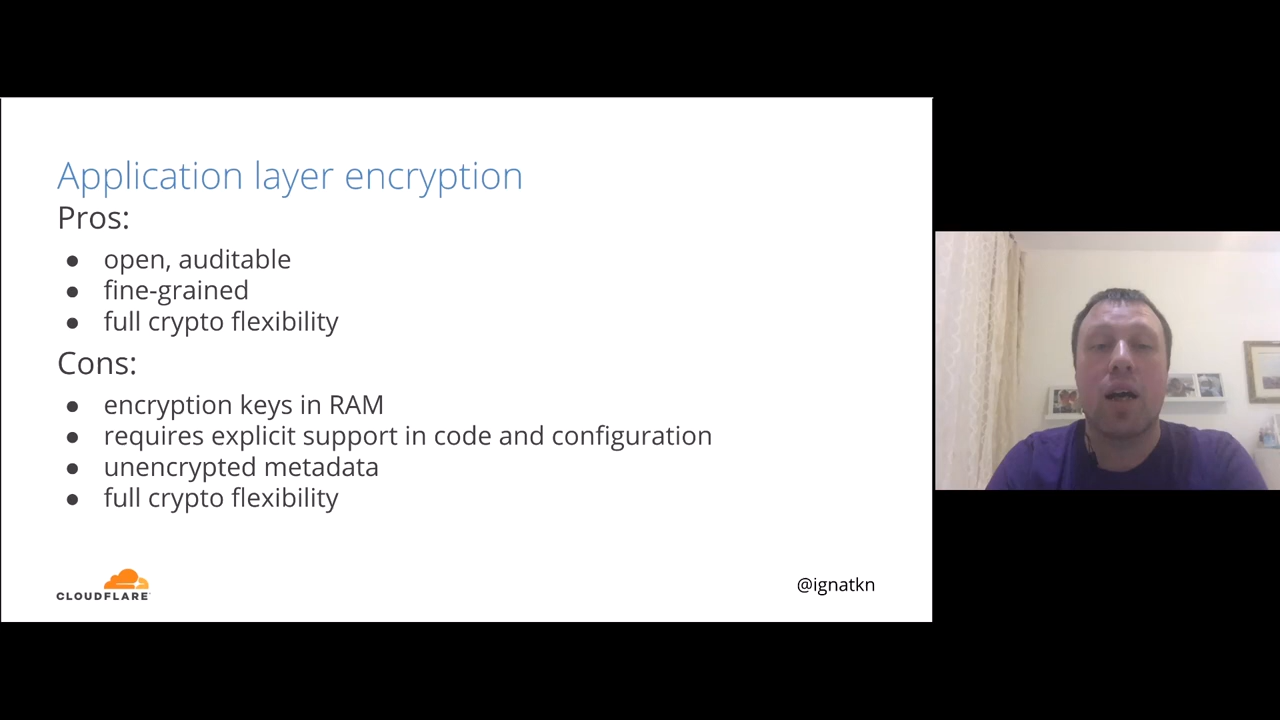 Application layer encryption
Pros:
● open, auditable
● fine-grained
● full crypto flexibility
Cons:
● encryption keys in RAM
● requires explicit support in code and configuration
● unencrypted metadata
● full crypto flexibility
CLOUDFLARE
@ignatkn